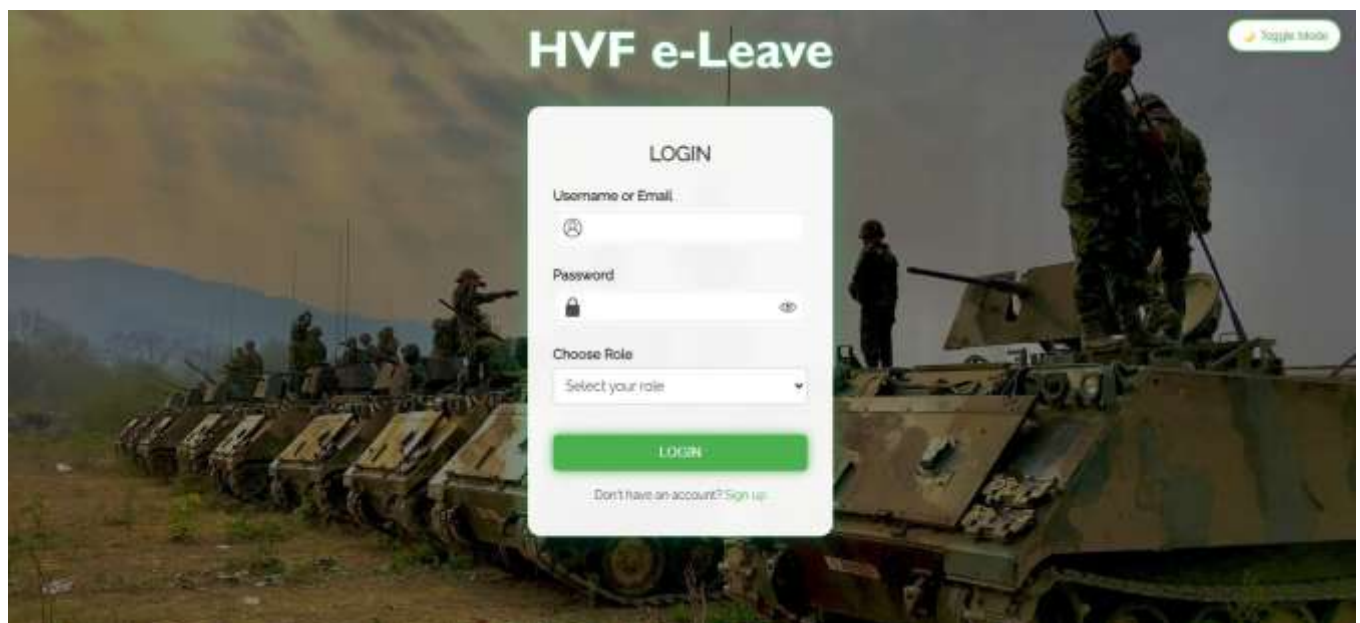 HVF e-Leave
Toggle Mode
LOGIN
Username or Email
Password
Choose Role
Select your role
LOGIN
Don't have an account? Sign up